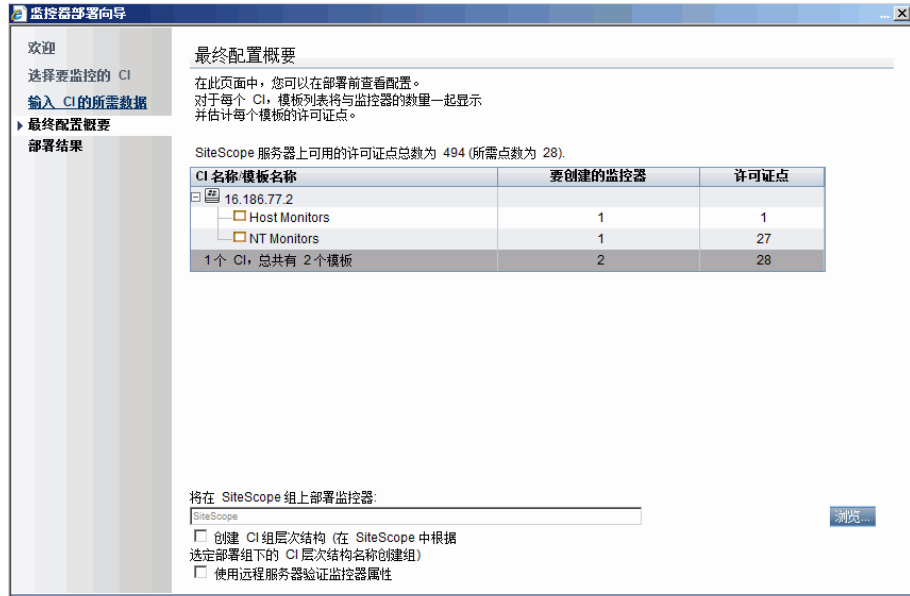 监控器部署向导
欢迎
选择要监控的 CI
输入 CI的所需数据
最终配置概要
部署结果
最终配置概要
在此页面中，您可以在部署前查看配置。
对于每个 CI，模板列表将与监控器的数量一起显示
并估计每个模板的许可证点。
SiteScope 服务器上可用的许可证点总数为 494 (所需点数为 28).
CI 名称/模板名称 要创建的监控器 许可证点
16.186.77.2
Host Monitors 1 1
NT Monitors 1 27
1个 CI，总共有 2个模板 2 28
将在 SiteScope 组上部署监控器:
SiteScope 浏览...
创建 CI组层次结构 (在 SiteScope 中根据
选定部署组下的 CI 层次结构名称创建组)
使用远程服务器验证监控器属性